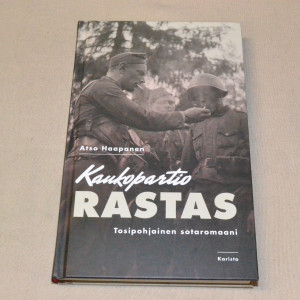 Atso Haapanen
Kaukopartio
RASTAS
Tosipohjainen sotaromaani
Karisto